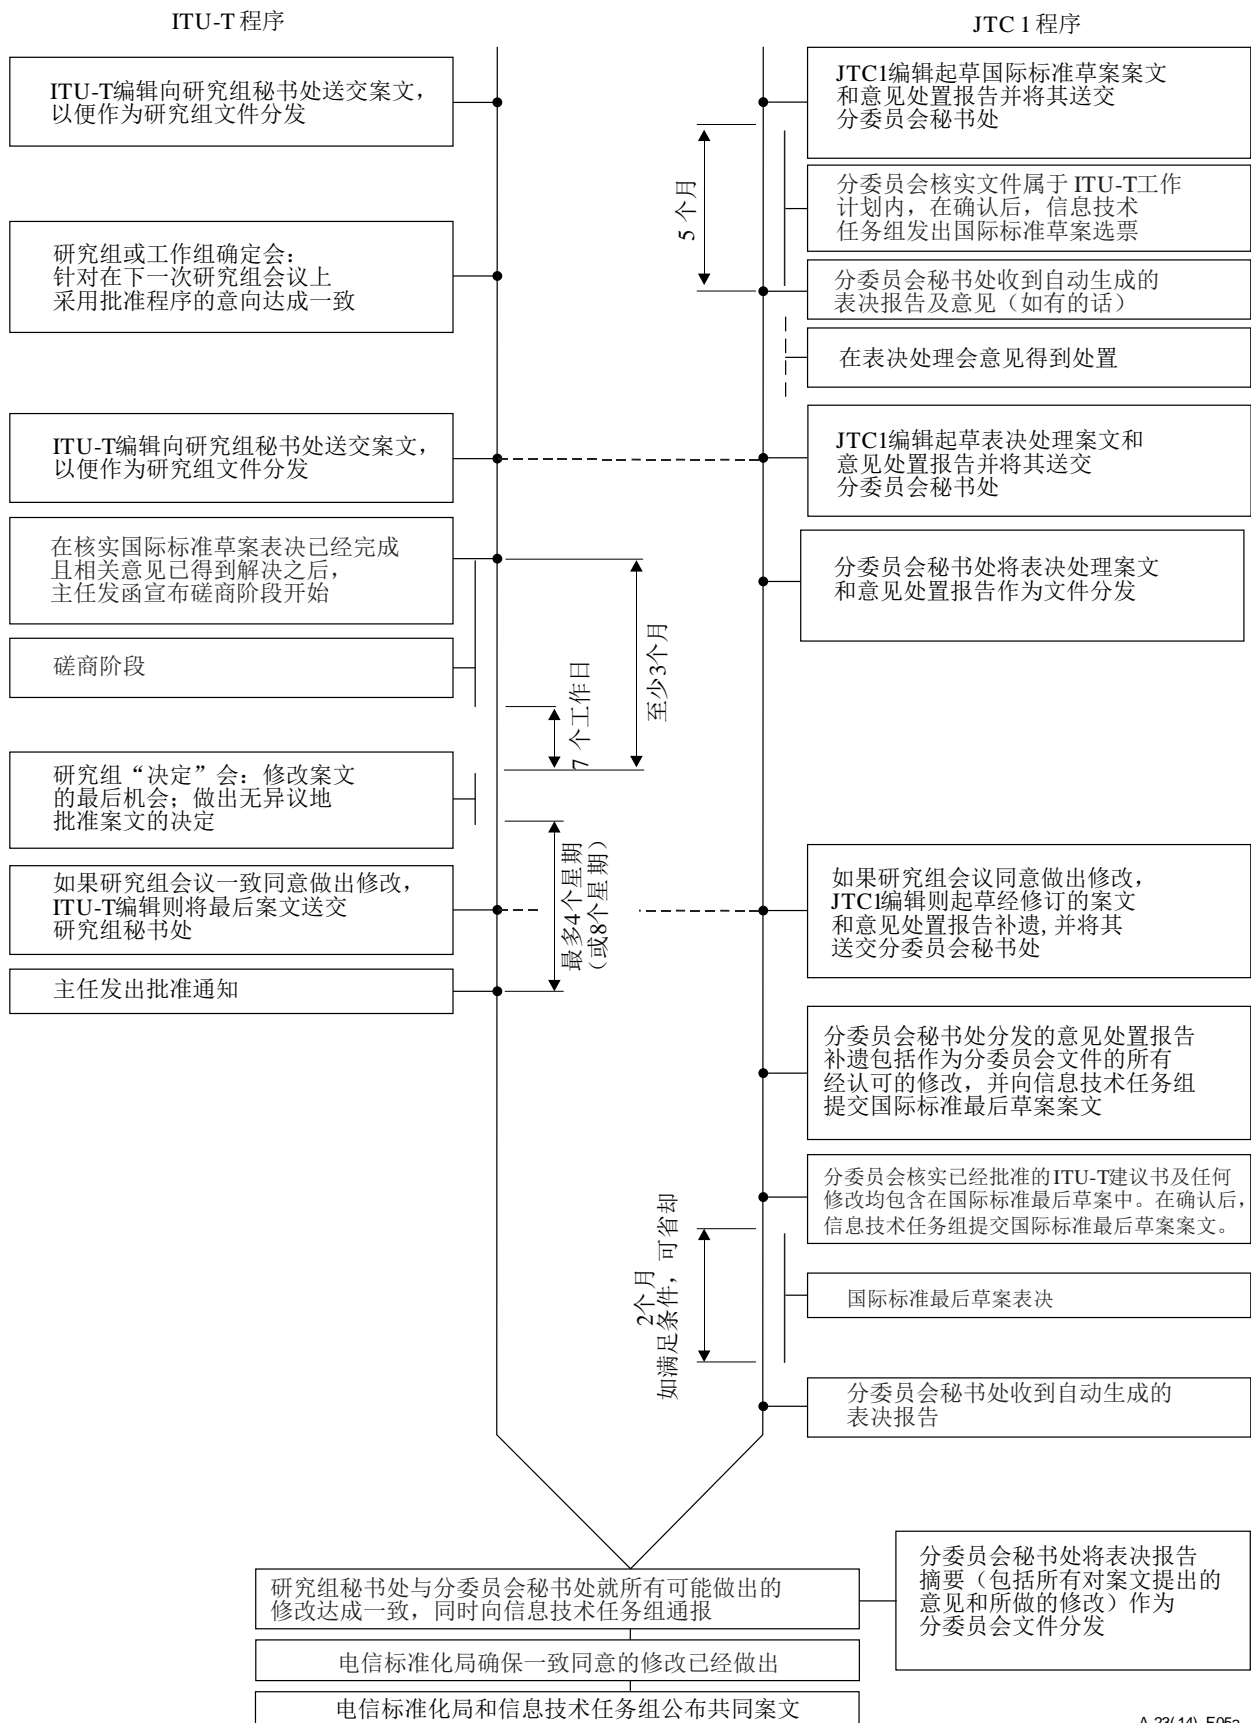 ITU-T 程序
JTC 1 程序
ITU-T编辑向研究组秘书处送交案文，
以便作为研究组文件分发
JTC1编辑起草国际标准草案案文
和意见处置报告并将其送交
分委员会秘书处
5 个月
分委员会核实文件属于 ITU-T工作
计划内，在确认后，信息技术
任务组发出国际标准草案选票
研究组或工作组确定会：
针对在下一次研究组会议上
采用批准程序的意向达成一致
分委员会秘书处收到自动生成的
表决报告及意见（如有的话）
在表决处理会意见得到处置
ITU-T编辑向研究组秘书处送交案文，
以便作为研究组文件分发
JTC1编辑起草表决处理案文和
意见处置报告并将其送交
分委员会秘书处
在核实国际标准草案表决已经完成
且相关意见已得到解决之后，
主任发函宣布磋商阶段开始
分委员会秘书处将表决处理案文
和意见处置报告作为文件分发
磋商阶段
至少3个月
7 个工作日
研究组“决定”会：修改案文
的最后机会；做出无异议地
批准案文的决定
最多4个星期
（或8个星期）
如果研究组会议一致同意做出修改，
ITU-T编辑则将最后案文送交
研究组秘书处
如果研究组会议同意做出修改，
JTC1编辑则起草经修订的案文
和意见处置报告补遗,并将其
送交分委员会秘书处
主任发出批准通知
分委员会秘书处分发的意见处置报告
补遗包括作为分委员会文件的所有
经认可的修改，并向信息技术任务组
提交国际标准最后草案案文
分委员会核实已经批准的ITU-T建议书及任何
修改均包含在国际标准最后草案中。在确认后，
信息技术任务组提交国际标准最后草案案文。
2个月
如满足条件，可省却
国际标准最后草案表决
分委员会秘书处收到自动生成的
表决报告
研究组秘书处与分委员会秘书处就所有可能做出的
修改达成一致，同时向信息技术任务组通报
分委员会秘书处将表决报告
摘要（包括所有对案文提出的
意见和所做的修改）作为
分委员会文件分发
电信标准化局确保一致同意的修改已经做出
电信标准化局和信息技术任务组公布共同案文
A.23(14)_F05a